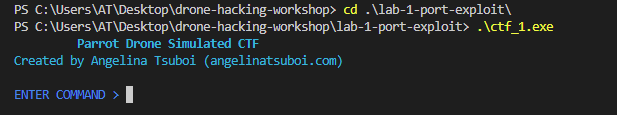 PS C:\Users\AT\Desktop\drone-hacking-workshop> cd .\lab-1-port-exploit\
PS C:\Users\AT\Desktop\drone-hacking-workshop\lab-1-port-exploit> .\ctf_1.exe
Parrot Drone Simulated CTF
Created by Angelina Tsuboi (angelinatsuboi.com)
ENTER COMMAND >